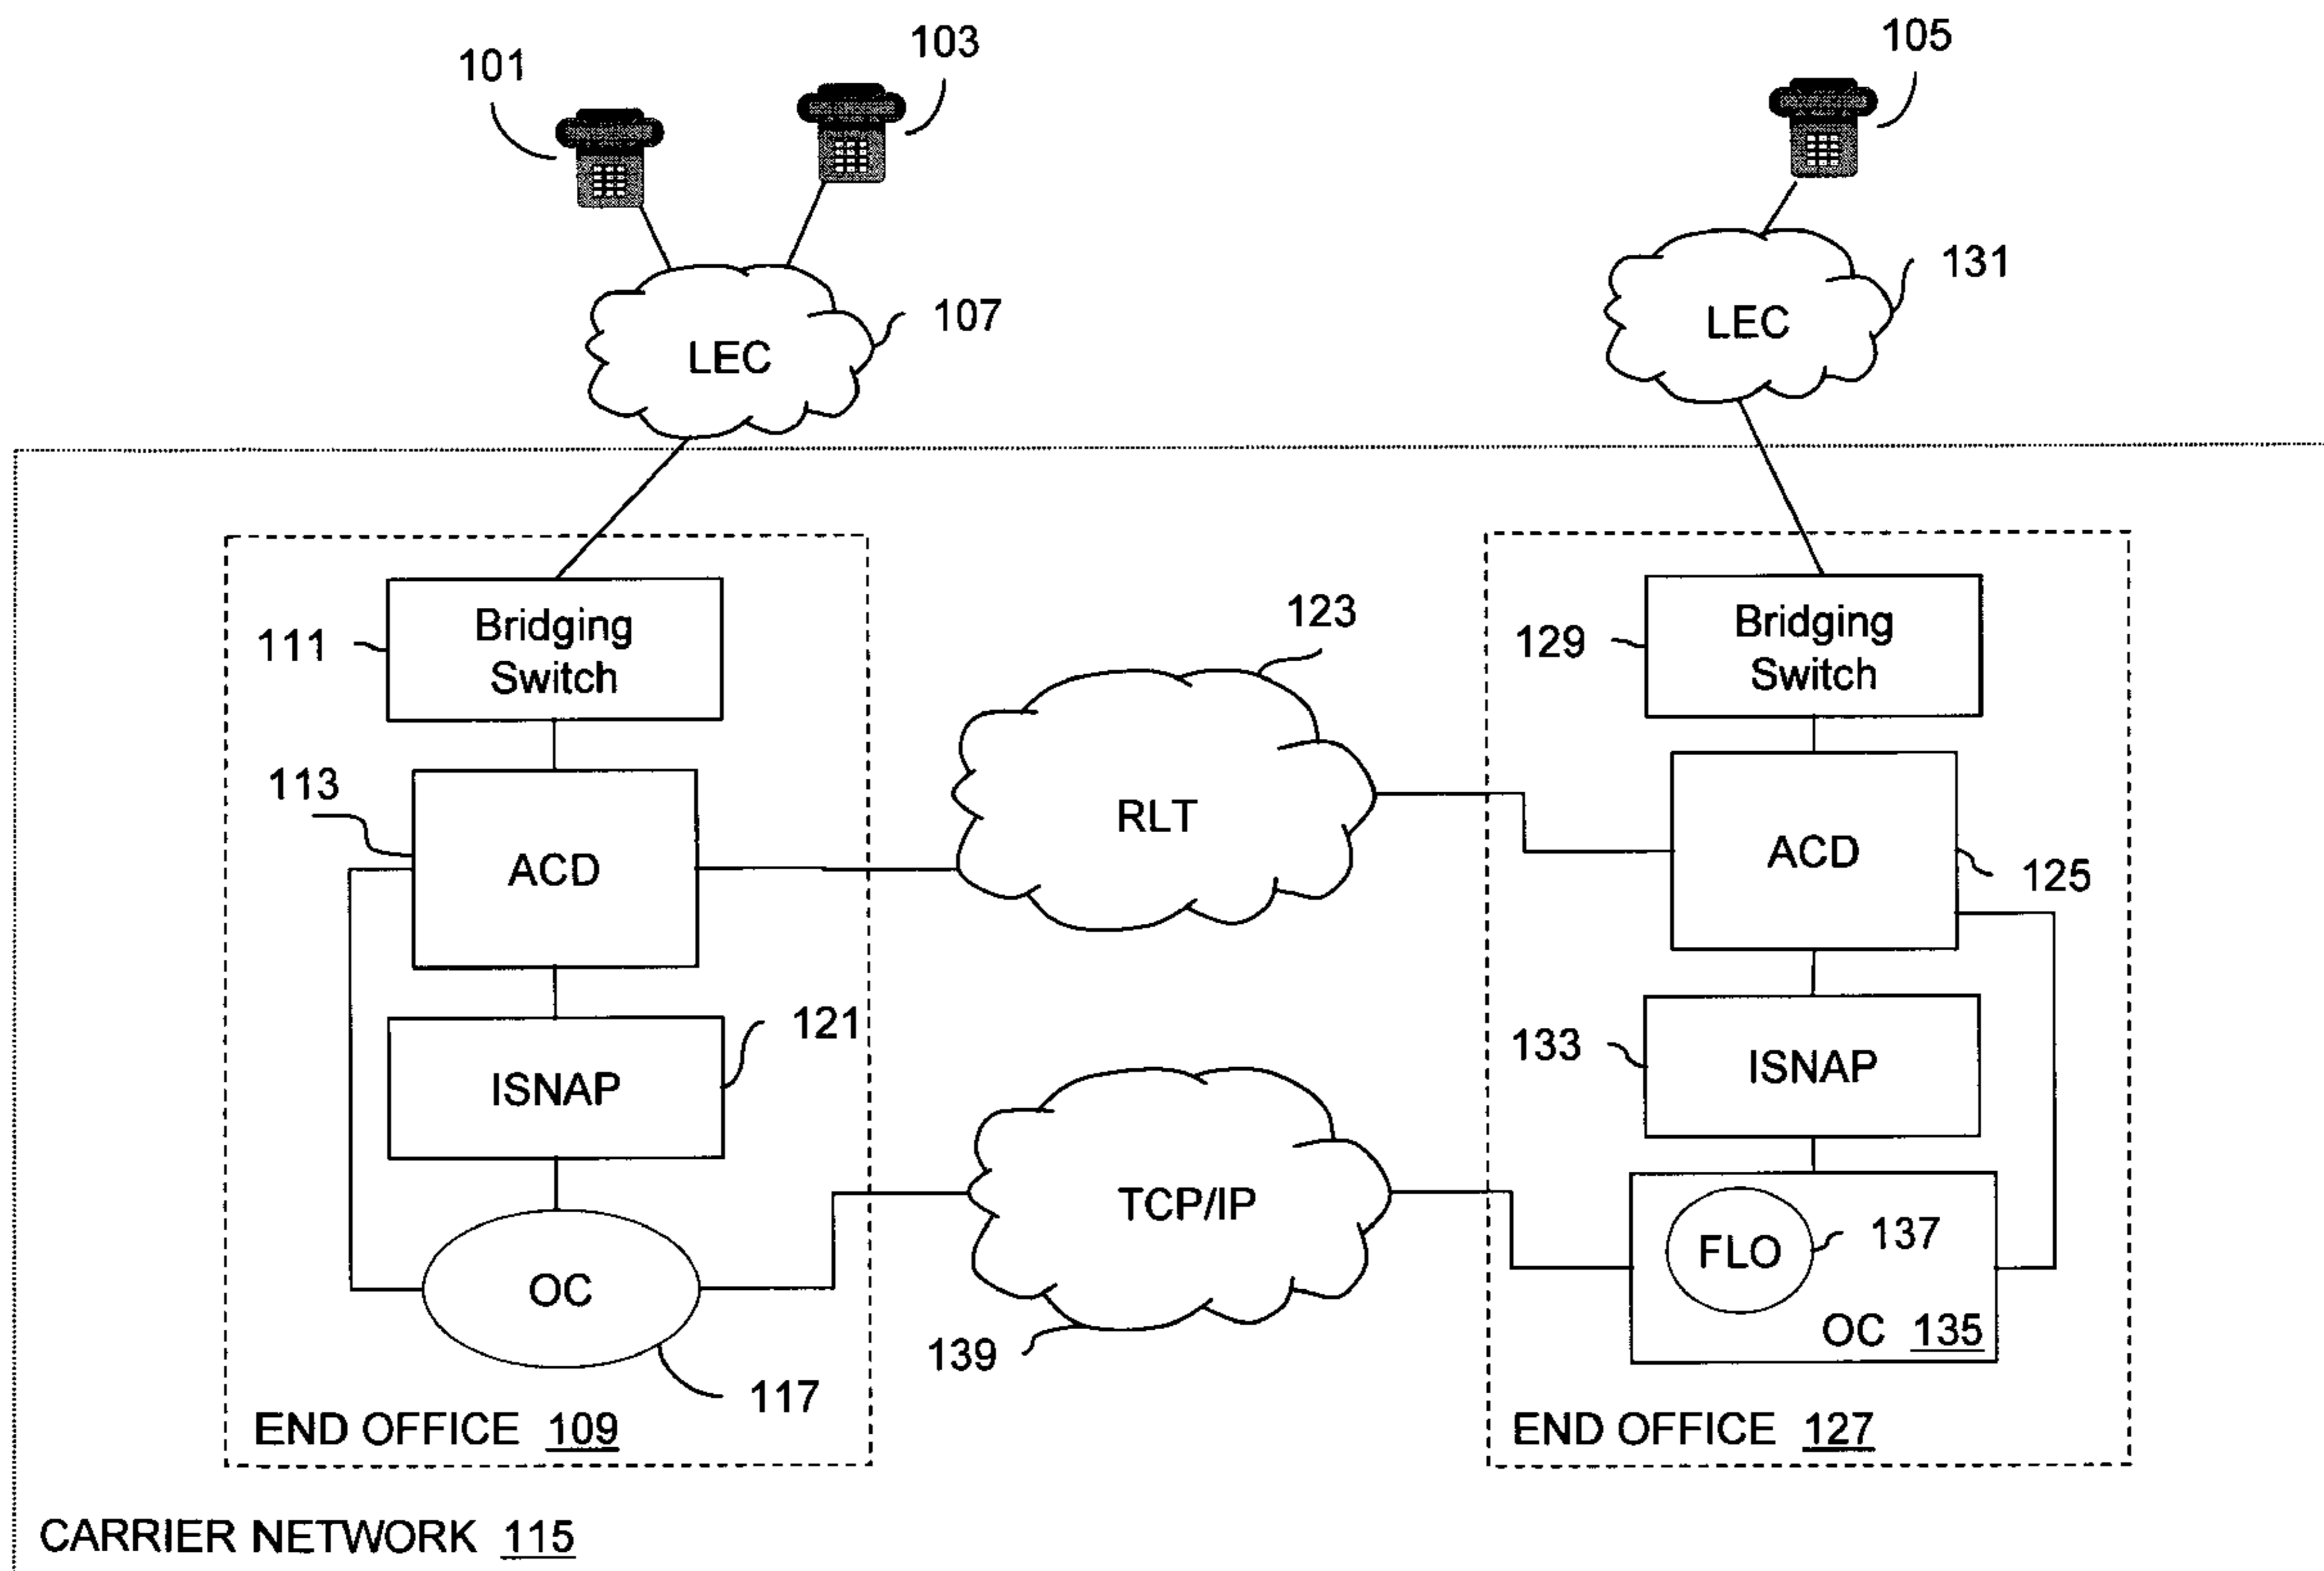 101
103
105
LEC
107
LEC
131
Bridging
Switch
111
123
Bridging
Switch
129
113
ACD
RLT
ACD
125
ISNAP
121
133
ISNAP
TCP/IP
139
OC
117
FLO
137
OC 135
END OFFICE 109
END OFFICE 127
CARRIER NETWORK 115